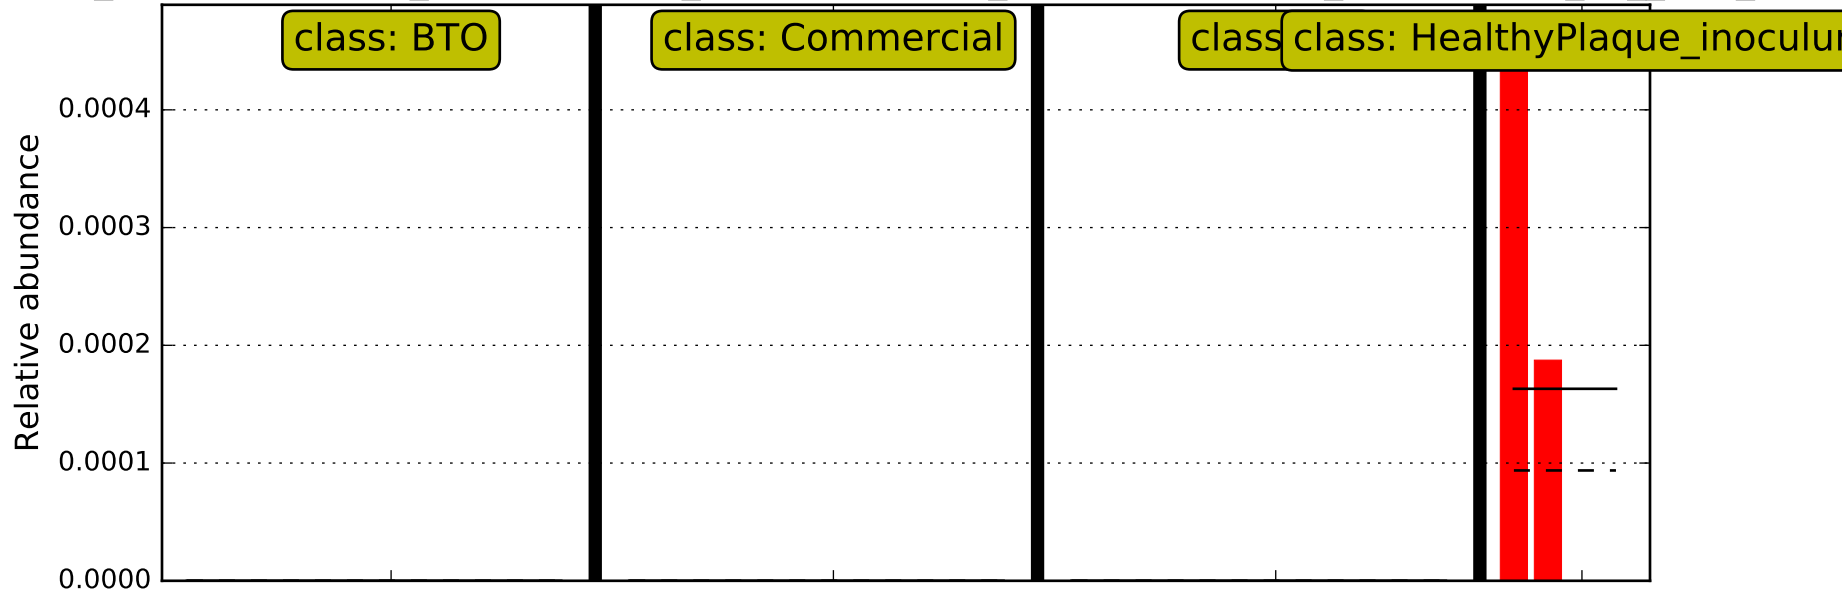 class: BTO
class: Commercial
class
class: HealthyPlaque_inoculu
0.0004
0.0003
0.0002
0.0001
0.0000
Relative abundance